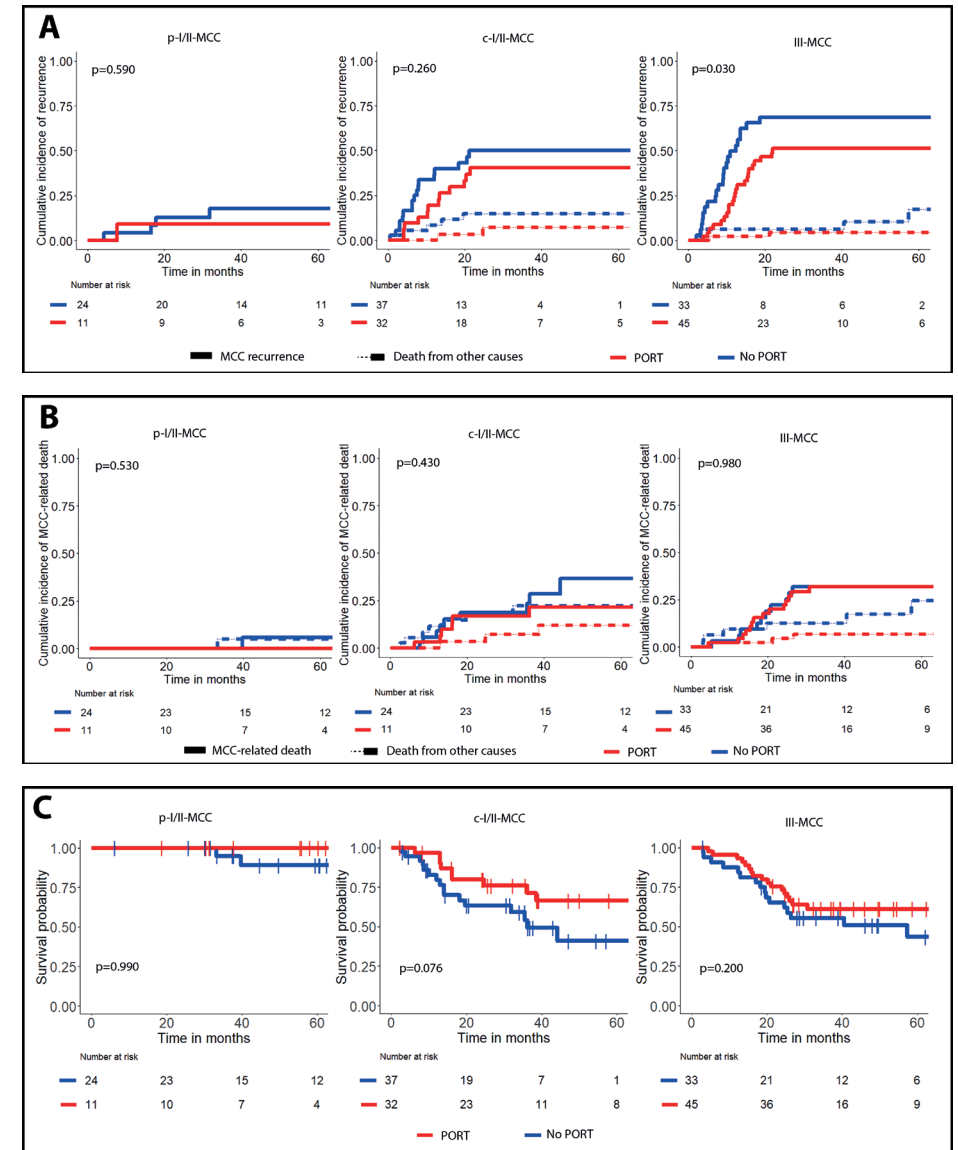 A
p-I/II-MCC
c-I/II-MCC
III-MCC
Cumulative incidence of recurrence
1.00
0.75
0.50
0.25
0.00
p=0.590
0 20 40 60
Time in months
Cumulative incidence of recurrence
1.00
0.75
0.50
0.25
0.00
p=0.260
0 20 40 60
Time in months
Cumulative incidence of recurrence
1.00
0.75
0.50
0.25
0.00
p=0.030
0 20 40 60
Time in months
Number at risk
24 20 14 11
11 9 6 3
Number at risk
37 13 4 1
32 18 7 5
Number at risk
33 8 6 2
45 23 10 6
MCC recurrence Death from other causes PORT No PORT
B
p-I/II-MCC
c-I/II-MCC
III-MCC
Cumulative incidence of MCC-related death
1.00
0.75
0.50
0.25
0.00
p=0.530
0 20 40 60
Time in months
Cumulative incidence of MCC-related deatl
1.00
0.75
0.50
0.25
0.00
p=0.430
0 20 40 60
Time in months
Cumulative incidence of MCC-related deatl
1.00
0.75
0.50
0.25
0.00
p=0.980
0 20 40 60
Time in months
Number at risk
24 23 15 12
11 10 7 4
Number at risk
24 23 15 12
11 10 7 4
Number at risk
33 21 12 6
45 36 16 9
MCC-related death Death from other causes PORT No PORT
C
p-I/II-MCC
c-I/II-MCC
III-MCC
Survival probability
1.00
0.75
0.50
0.25
0.00
p=0.990
0 20 40 60
Time in months
Survival probability
1.00
0.75
0.50
0.25
0.00
p=0.076
0 20 40 60
Time in months
Survival probability
1.00
0.75
0.50
0.25
0.00
p=0.200
0 20 40 60
Time in months
Number at risk
24 23 15 12
11 10 7 4
Number at risk
37 19 7 1
32 23 11 8
Number at risk
33 21 12 6
45 36 16 9
PORT No PORT